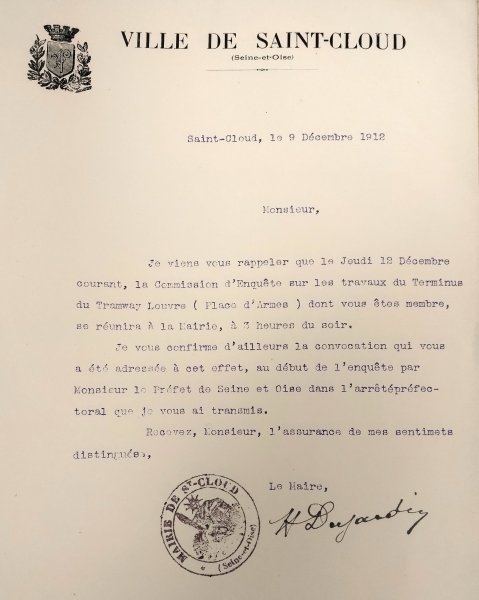 VILLE DE SAINT-CLOUD
(Seine-et-Oise)
Saint-Cloud, le 9 Décembre 1912
Monsieur,
Je viens vous rappeler que le Jeudi 12 Décembre
courant, la Commission d'Enquête sur les travaux du Terminus
du Tramway Louvre ( Place d'Armes ) dont vous êtes membre,
se réunira à la Mairie, à 3 heures du soir.
Je vous confirme d'ailleurs la convocation qui vous
a été adressée à cet effet, au début de l'enquête par
Monsieur le Préfet de Seine et Oise dans l'arrêtépréfec-
toral que je vous ai transmis.
Recevez, Monsieur, l'assurance de mes sentimets
distingués,
Le Maire,
H Dujardin
MAIRIE DE ST-CLOUD
(Seine-et-Oise)